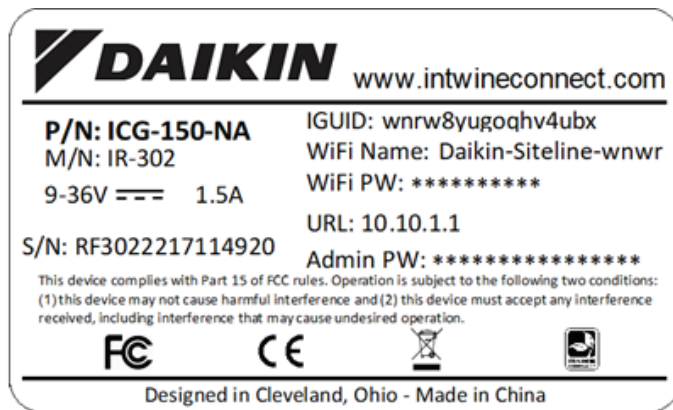 DAIKIN www.intwineconnect.com
P/N: ICG-150-NA
M/N: IR-302
9-36V 1.5A
S/N: RF3022217114920
IGUID: wnrw8yugoqhv4ubx
WiFi Name: Daikin-Siteline-wnwr
WiFi PW: **********
URL: 10.10.1.1
Admin PW: ****************
This device complies with Part 15 of FCC rules. Operation is subject to the following two conditions:
(1) this device may not cause harmful interference and (2) this device must accept any interference
received, including interference that may cause undesired operation.
FC CE
Designed in Cleveland, Ohio - Made in China